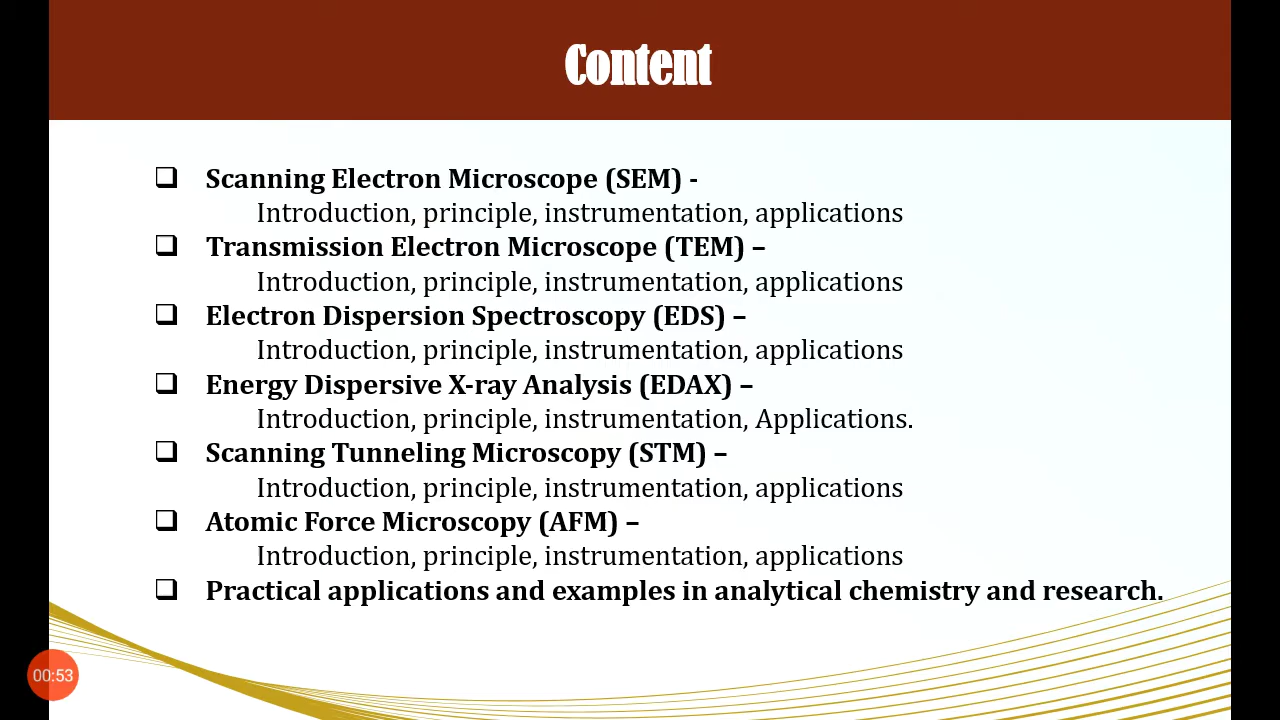 Content
❑ Scanning Electron Microscope (SEM) -
Introduction, principle, instrumentation, applications
❑ Transmission Electron Microscope (TEM) –
Introduction, principle, instrumentation, applications
❑ Electron Dispersion Spectroscopy (EDS) –
Introduction, principle, instrumentation, applications
❑ Energy Dispersive X-ray Analysis (EDAX) –
Introduction, principle, instrumentation, Applications.
❑ Scanning Tunneling Microscopy (STM) –
Introduction, principle, instrumentation, applications
❑ Atomic Force Microscopy (AFM) –
Introduction, principle, instrumentation, applications
❑ Practical applications and examples in analytical chemistry and research.
00:53